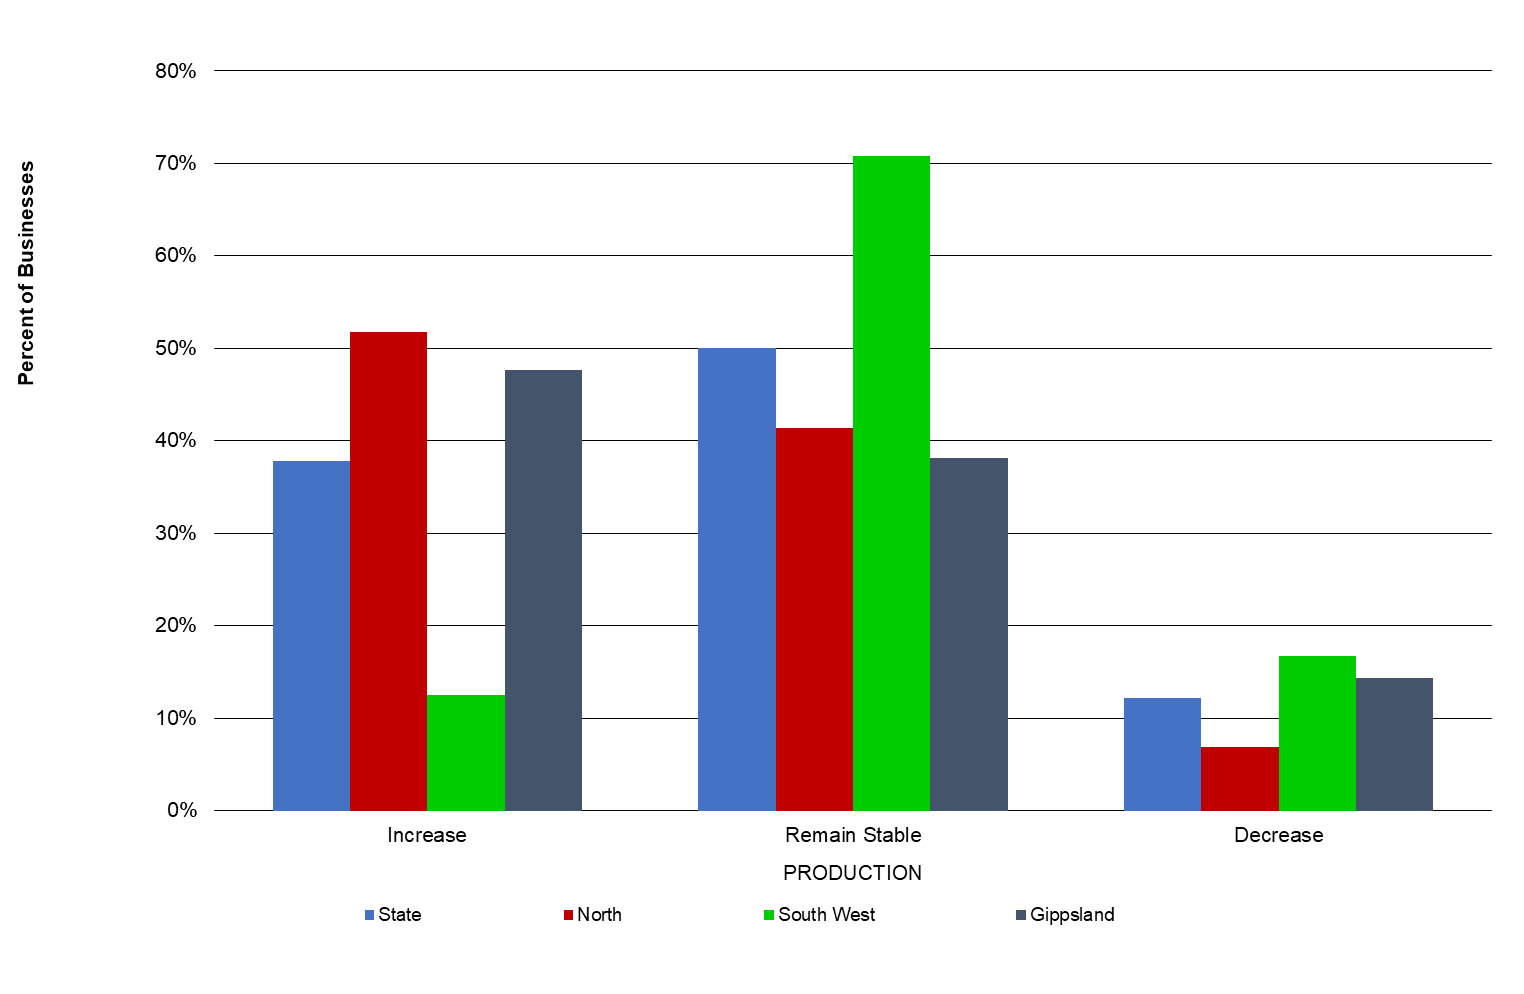 80%
70%
60%
50%
40%
30%
20%
10%
0%
Percent of Businesses
Increase
Remain Stable
Decrease
PRODUCTION
State
North
South West
Gippsland